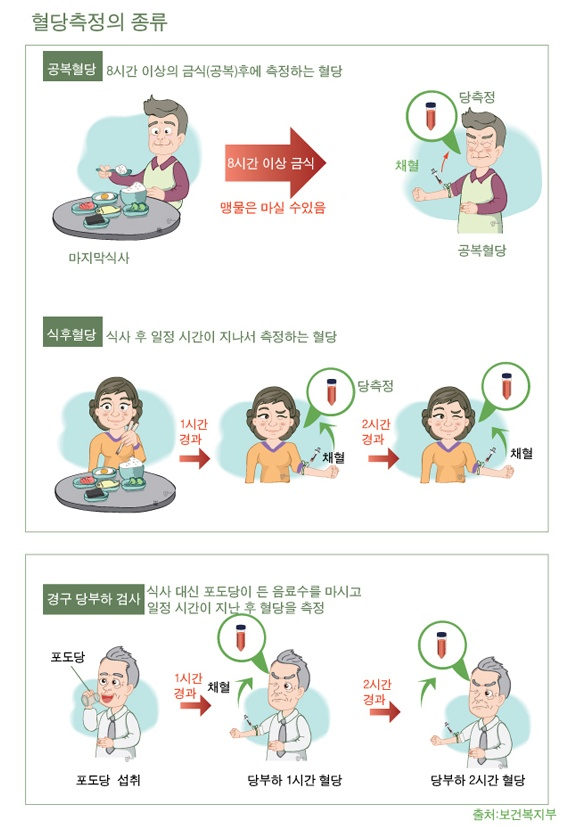 혈당측정의 종류
공복혈당
8시간 이상의 금식(공복)후에 측정하는 혈당
당측정
8시간 이상 금식
채혈
맹물은 마실 수있음
마지막식사
공복혈당
식후혈당
식사 후 일정 시간이 지나서 측정하는 혈당
당측정
1시간
경과
2시간
경과
채혈
채혈
경구 당부하 검사
식사 대신 포도당이 든 음료수를 마시고
일정 시간이 지난 후 혈당을 측정
포도당
1시간
경과
채혈
2시간
경과
포도당 섭취
당부하 1시간 혈당
당부하 2시간 혈당
출처:보건복지부